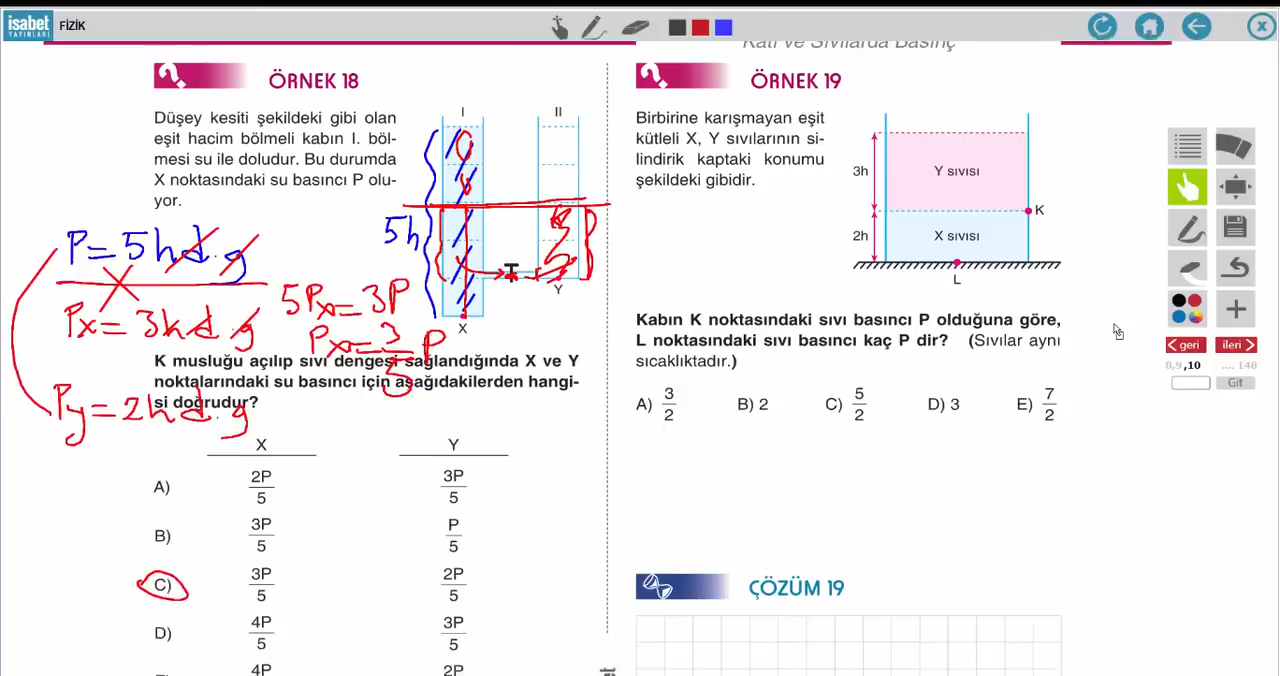 isabet
YAYINLARI
FİZİK
Katı ve Sıvılarda Basınç
ÖRNEK 18
Düşey kesiti şekildeki gibi olan
eşit hacim bölmeli kabın I. böl-
mesi su ile doludur. Bu durumda
X noktasındaki su basıncı P olu-
yor.
I
II
5h
X
Y
P = 5hd.g
Px = 3hd.g
5Px = 3P
Px = 3/5 P
Py = 2hd.g
K musluğu açılıp sıvı dengesi sağlandığında X ve Y
noktalarındaki su basıncı için aşağıdakilerden hangi-
si doğrudur?
X Y
A) 2P/5 3P/5
B) 3P/5 P/5
C) 3P/5 2P/5
D) 4P/5 3P/5
4P 2P
ÖRNEK 19
Birbirine karışmayan eşit
kütleli X, Y sıvılarının si-
lindirik kaptaki konumu
şekildeki gibidir.
3h
Y sıvısı
K
2h
X sıvısı
L
Kabın K noktasındaki sıvı basıncı P olduğuna göre,
L noktasındaki sıvı basıncı kaç P dir? (Sıvılar aynı
sıcaklıktadır.)
A) 3/2 B) 2 C) 5/2 D) 3 E) 7/2
ÇÖZÜM 19
geri
ileri
8,9,10 .... 148
Git